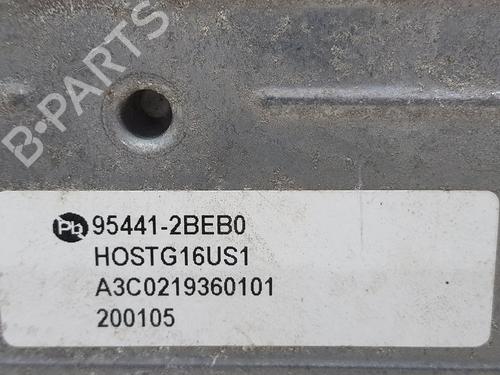 B-PARTS
Pb 95441-2BEB0
HOSTG16US1
A3C0219360101
200105